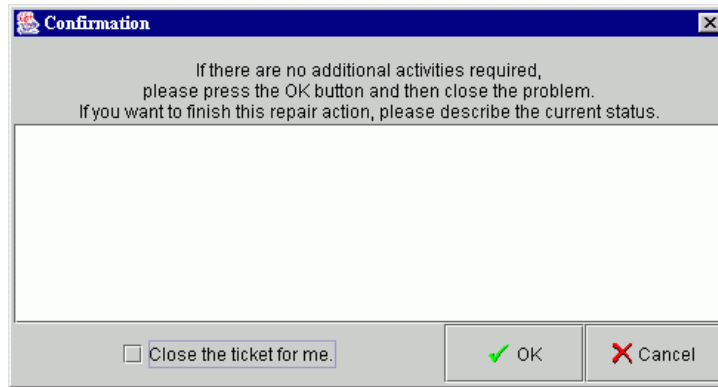 Confirmation
If there are no additional activities required,
please press the OK button and then close the problem.
If you want to finish this repair action, please describe the current status.
Close the ticket for me.
OK
Cancel